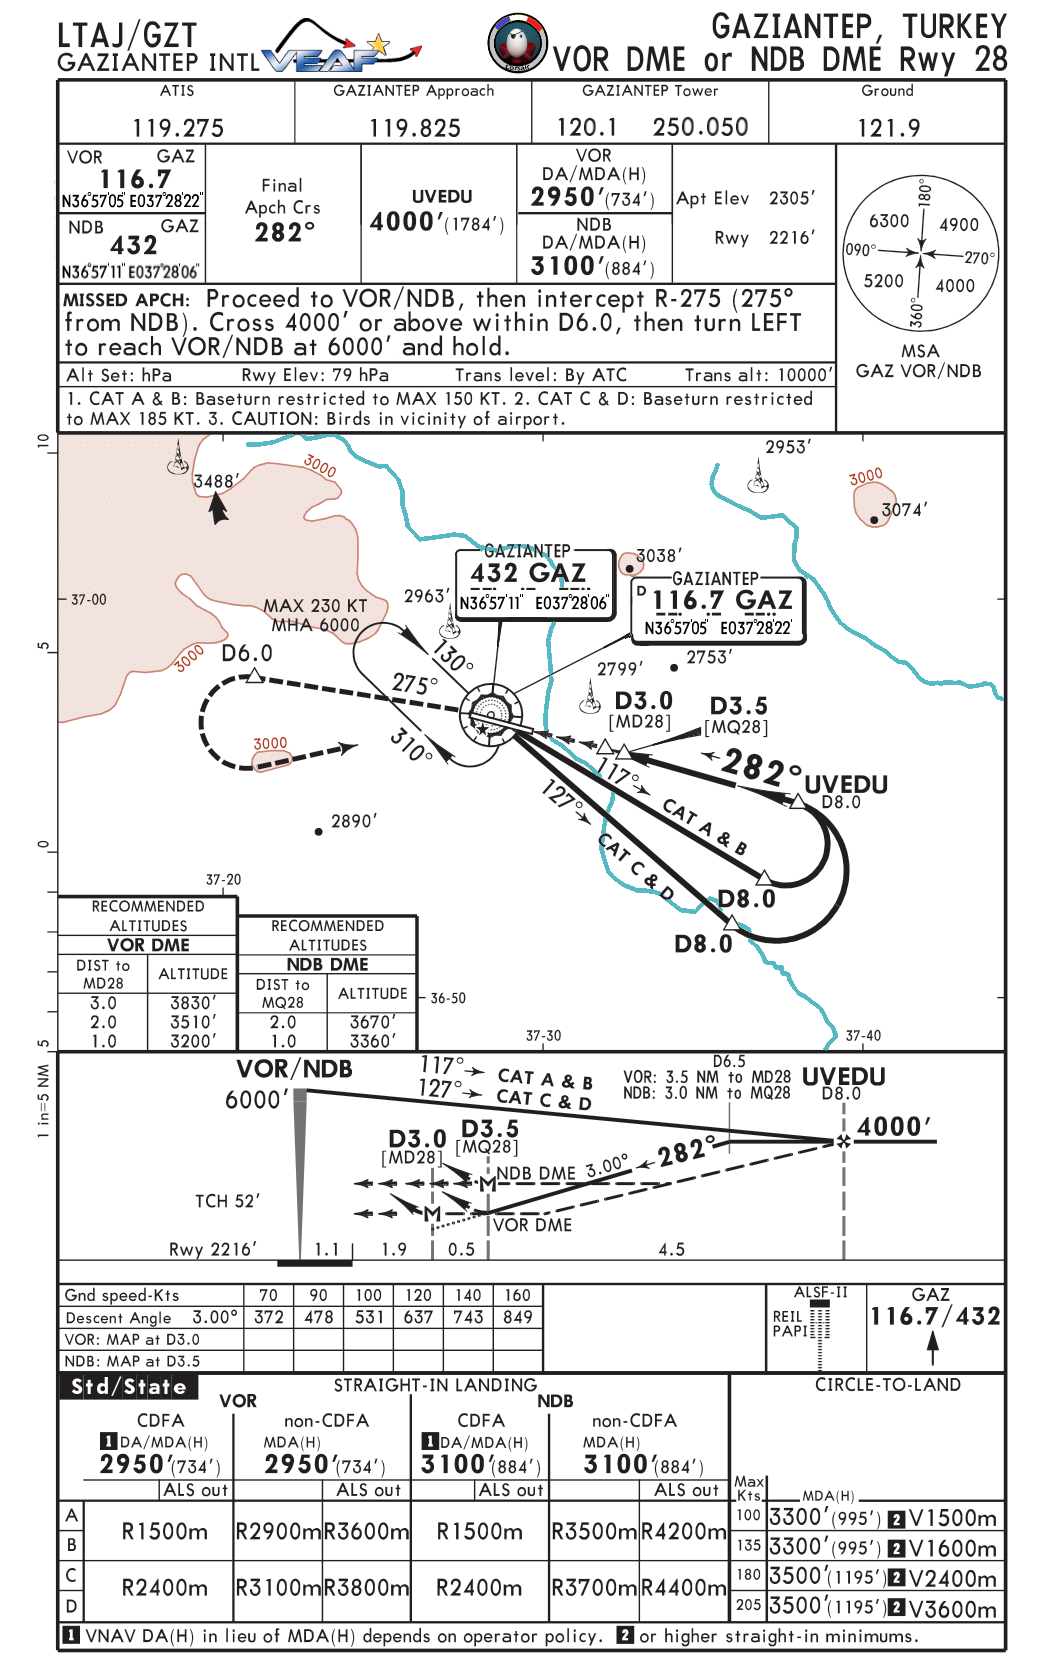 LTAJ/GZT
GAZIANTEP INTL
VEAF
GAZIANTEP, TURKEY
VOR DME or NDB DME Rwy 28
ATIS
119.275
GAZIANTEP Approach
119.825
GAZIANTEP Tower
120.1 250.050
Ground
121.9
VOR GAZ
116.7
N36°57'05" E037°28'22"
NDB GAZ
432
N36°57'11" E037°28'06"
Final
Apch Crs
282°
UVEDU
4000'(1784')
VOR
DA/MDA(H)
2950'(734')
NDB
DA/MDA(H)
3100'(884')
Apt Elev 2305'
Rwy 2216'
180°
6300 4900
090° 270°
5200 4000
360°
MSA
GAZ VOR/NDB
MISSED APCH: Proceed to VOR/NDB, then intercept R-275 (275°
from NDB). Cross 4000' or above within D6.0, then turn LEFT
to reach VOR/NDB at 6000' and hold.
Alt Set: hPa Rwy Elev: 79 hPa Trans level: By ATC Trans alt: 10000'
1. CAT A & B: Baseturn restricted to MAX 150 KT. 2. CAT C & D: Baseturn restricted
to MAX 185 KT. 3. CAUTION: Birds in vicinity of airport.
10
3488'
3000
2953'
3000
3074'
GAZIANTEP
432 GAZ
N36°57'11" E037°28'06"
3038'
GAZIANTEP
D 116.7 GAZ
N36°57'05" E037°28'22"
37-00
MAX 230 KT
MHA 6000
2963'
5
3000
D6.0
130°
275°
2799'
2753'
D3.0
[MD28]
D3.5
[MQ28]
310°
3000
282°
UVEDU
D8.0
117°
CAT A & B
127°
CAT C & D
2890'
0
37-20
D8.0
D8.0
RECOMMENDED
ALTITUDES
VOR DME
DIST to
MD28
ALTITUDE
3.0 3830'
2.0 3510'
1.0 3200'
RECOMMENDED
ALTITUDES
NDB DME
DIST to
MQ28
ALTITUDE
2.0 3670'
1.0 3360'
36-50
37-30
37-40
5
1 in=5 NM
VOR/NDB
6000'
117° CAT A & B
127° CAT C & D
D6.5
VOR: 3.5 NM to MD28
NDB: 3.0 NM to MQ28
UVEDU
D8.0
4000'
D3.0
[MD28]
D3.5
[MQ28]
282°
NDB DME 3.00°
M
M
VOR DME
TCH 52'
Rwy 2216'
1.1 1.9 0.5 4.5
Gnd speed-Kts 70 90 100 120 140 160
Descent Angle 3.00° 372 478 531 637 743 849
VOR: MAP at D3.0
NDB: MAP at D3.5
ALSF-II
REIL
PAPI
GAZ
116.7/432
Std/State
STRAIGHT-IN LANDING
CIRCLE-TO-LAND
VOR
NDB
CDFA
1 DA/MDA(H)
2950'(734')
ALS out
non-CDFA
MDA(H)
2950'(734')
ALS out
CDFA
1 DA/MDA(H)
3100'(884')
ALS out
non-CDFA
MDA(H)
3100'(884')
ALS out
Max
Kts
MDA(H)
A
B
R1500m R2900m R3600m R1500m R3500m R4200m
C
D
R2400m R3100m R3800m R2400m R3700m R4400m
100 3300'(995') 2 V1500m
135 3300'(995') 2 V1600m
180 3500'(1195') 2 V2400m
205 3500'(1195') 2 V3600m
1 VNAV DA(H) in lieu of MDA(H) depends on operator policy. 2 or higher straight-in minimums.